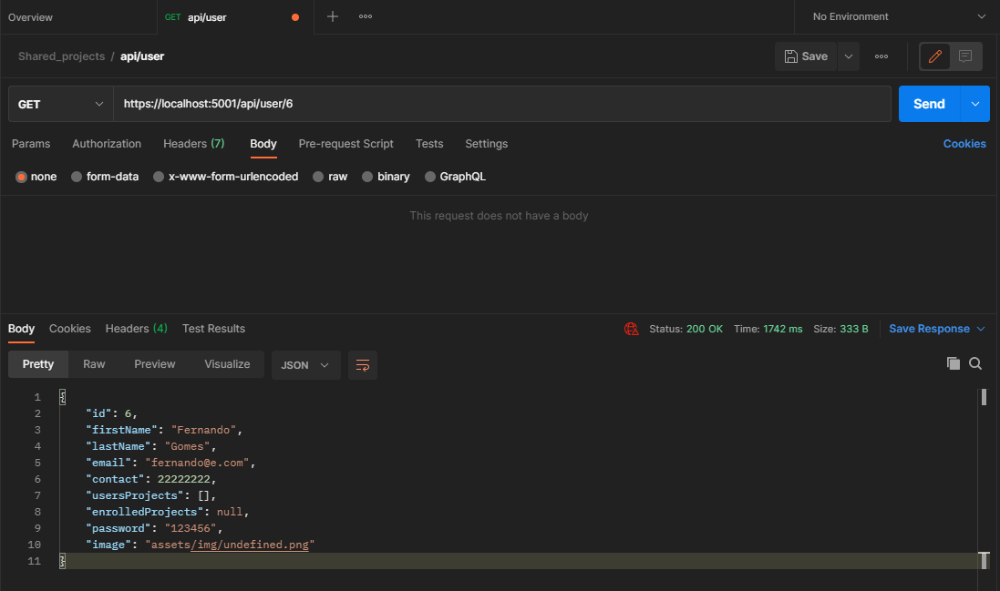 Overview
GET api/user
No Environment
Shared_projects / api/user
Save
GET
https://localhost:5001/api/user/6
Send
Params Authorization Headers (7) Body Pre-request Script Tests Settings Cookies
none form-data x-www-form-urlencoded raw binary GraphQL
This request does not have a body
Body Cookies Headers (4) Test Results Status: 200 OK Time: 1742 ms Size: 333 B Save Response
Pretty Raw Preview Visualize JSON
1 {
2 "id": 6,
3 "firstName": "Fernando",
4 "lastName": "Gomes",
5 "email": "fernando@e.com",
6 "contact": 22222222,
7 "usersProjects": [],
8 "enrolledProjects": null,
9 "password": "123456",
10 "image": "assets/img/undefined.png"
11 }